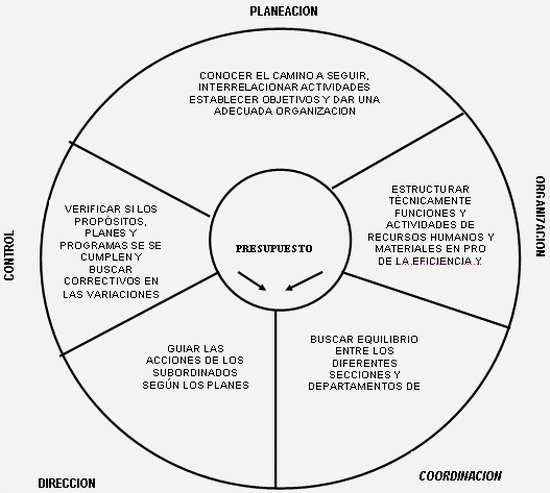 PLANEACION
CONOCER EL CAMINO A SEGUIR,
INTERRELACIONAR ACTIVIDADES
ESTABLECER OBJETIVOS Y DAR UNA
ADECUADA ORGANIZACION
ORGANIZACION
ESTRUCTURAR
TÉCNICAMENTE
FUNCIONES Y
ACTIVIDADES DE
RECURSOS HUMANOS Y
MATERIALES EN PRO
DE LA EFICIENCIA Y
CONTROL
VERIFICAR SI LOS
PROPÓSITOS,
PLANES Y
PROGRAMAS SE SE
CUMPLEN Y
BUSCAR
CORRECTIVOS EN
LAS VARIACIONES
PRESUPUESTO
GUIAR LAS
ACCIONES DE LOS
SUBORDINADOS
SEGÚN LOS PLANES
BUSCAR EQUILIBRIO
ENTRE LOS
DIFERENTES
SECCIONES Y
DEPARTAMENTOS DE
DIRECCION
COORDINACION